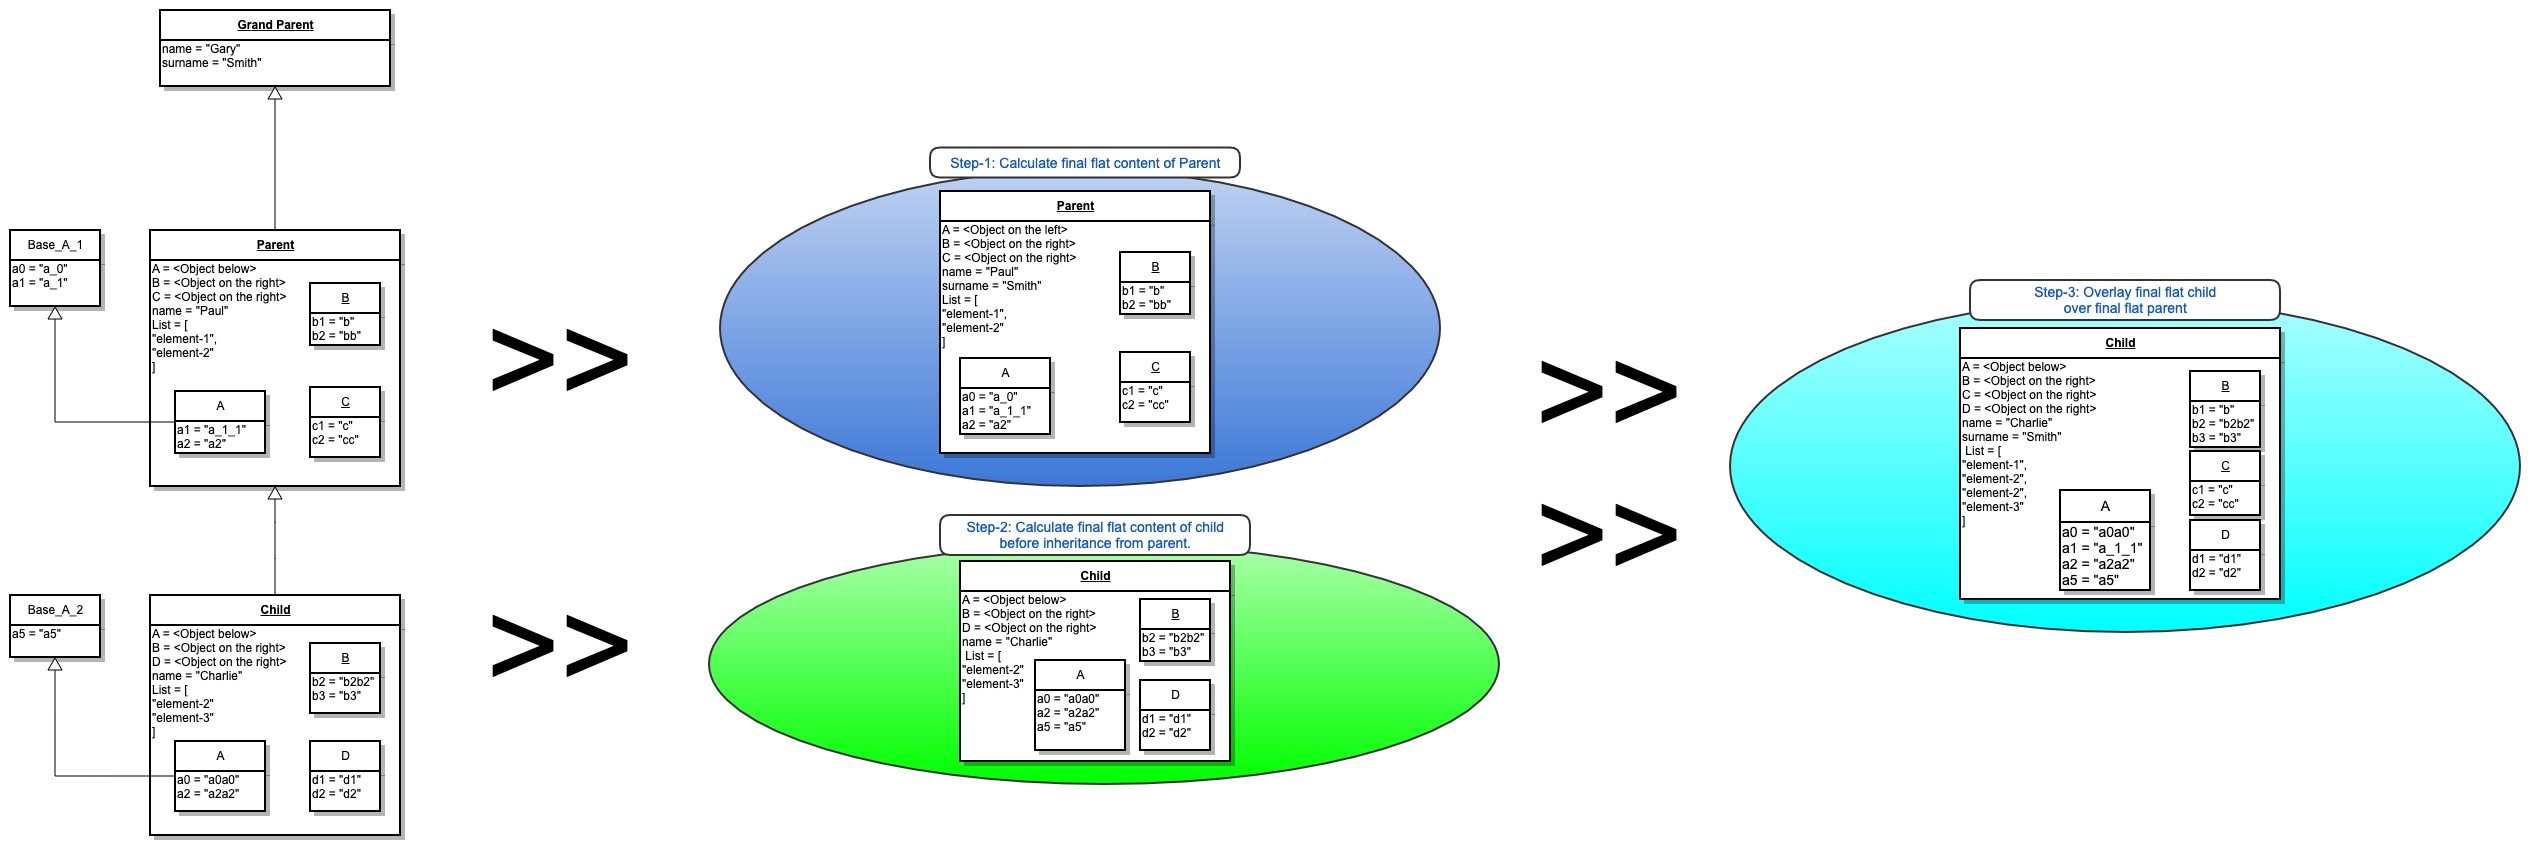 Grand Parent
name = "Gary"
surname = "Smith"
Base_A_1
a0 = "a_0"
a1 = "a_1"
Parent
A = <Object below>
B = <Object on the right>
C = <Object on the right>
name = "Paul"
List = [
"element-1",
"element-2"
]
B
b1 = "b"
b2 = "bb"
A
a1 = "a_1_1"
a2 = "a2"
C
c1 = "c"
c2 = "cc"
Base_A_2
a5 = "a5"
Child
A = <Object below>
B = <Object on the right>
D = <Object on the right>
name = "Charlie"
List = [
"element-2"
"element-3"
]
B
b2 = "b2b2"
b3 = "b3"
A
a0 = "a0a0"
a2 = "a2a2"
D
d1 = "d1"
d2 = "d2"
>>
>>
Step-1: Calculate final flat content of Parent
Parent
A = <Object on the left>
B = <Object on the right>
C = <Object on the right>
name = "Paul"
surname = "Smith"
List = [
"element-1",
"element-2"
]
B
b1 = "b"
b2 = "bb"
A
a0 = "a_0"
a1 = "a_1_1"
a2 = "a2"
C
c1 = "c"
c2 = "cc"
Step-2: Calculate final flat content of child
before inheritance from parent.
Child
A = <Object below>
B = <Object on the right>
D = <Object on the right>
name = "Charlie"
List = [
"element-2"
"element-3"
]
B
b2 = "b2b2"
b3 = "b3"
A
a0 = "a0a0"
a2 = "a2a2"
a5 = "a5"
D
d1 = "d1"
d2 = "d2"
>>
>>
Step-3: Overlay final flat child
over final flat parent
Child
A = <Object below>
B = <Object on the right>
C = <Object on the right>
D = <Object on the right>
name = "Charlie"
surname = "Smith"
List = [
"element-1",
"element-2",
"element-2",
"element-3"
]
B
b1 = "b"
b2 = "b2b2"
b3 = "b3"
C
c1 = "c"
c2 = "cc"
A
a0 = "a0a0"
a1 = "a_1_1"
a2 = "a2a2"
a5 = "a5"
D
d1 = "d1"
d2 = "d2"